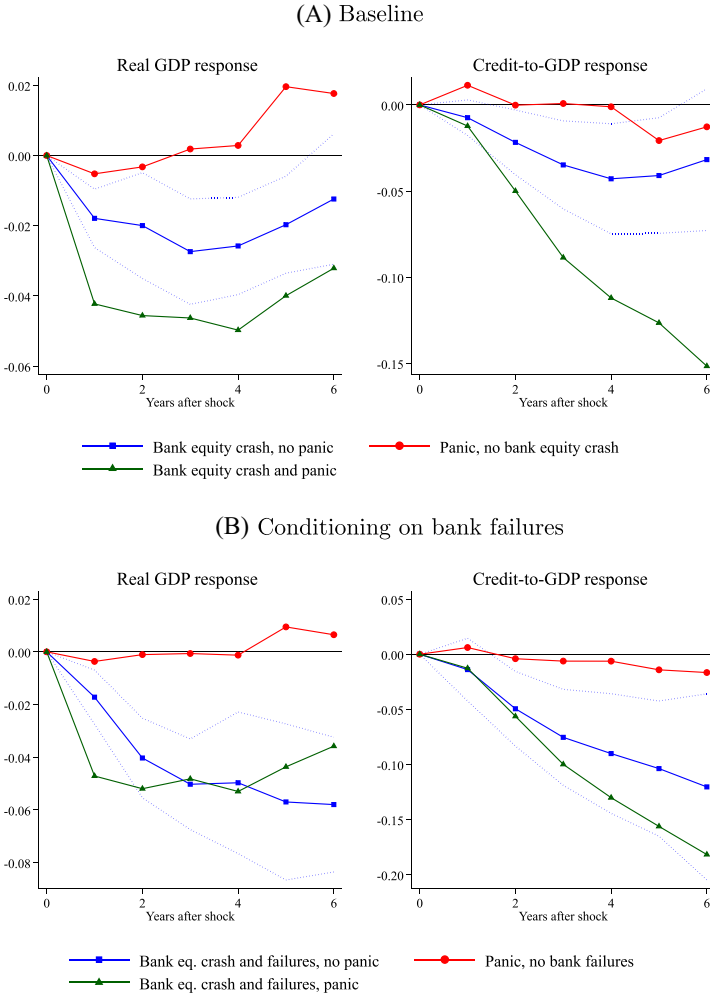 (A) Baseline
Real GDP response
0.02
0.00
-0.02
-0.04
-0.06
0 2 4 6
Years after shock
Credit-to-GDP response
0.00
-0.05
-0.10
-0.15
0 2 4 6
Years after shock
Bank equity crash, no panic
Panic, no bank equity crash
Bank equity crash and panic
(B) Conditioning on bank failures
Real GDP response
0.02
0.00
-0.02
-0.04
-0.06
-0.08
0 2 4 6
Years after shock
Credit-to-GDP response
0.05
0.00
-0.05
-0.10
-0.15
-0.20
0 2 4 6
Years after shock
Bank eq. crash and failures, no panic
Panic, no bank failures
Bank eq. crash and failures, panic